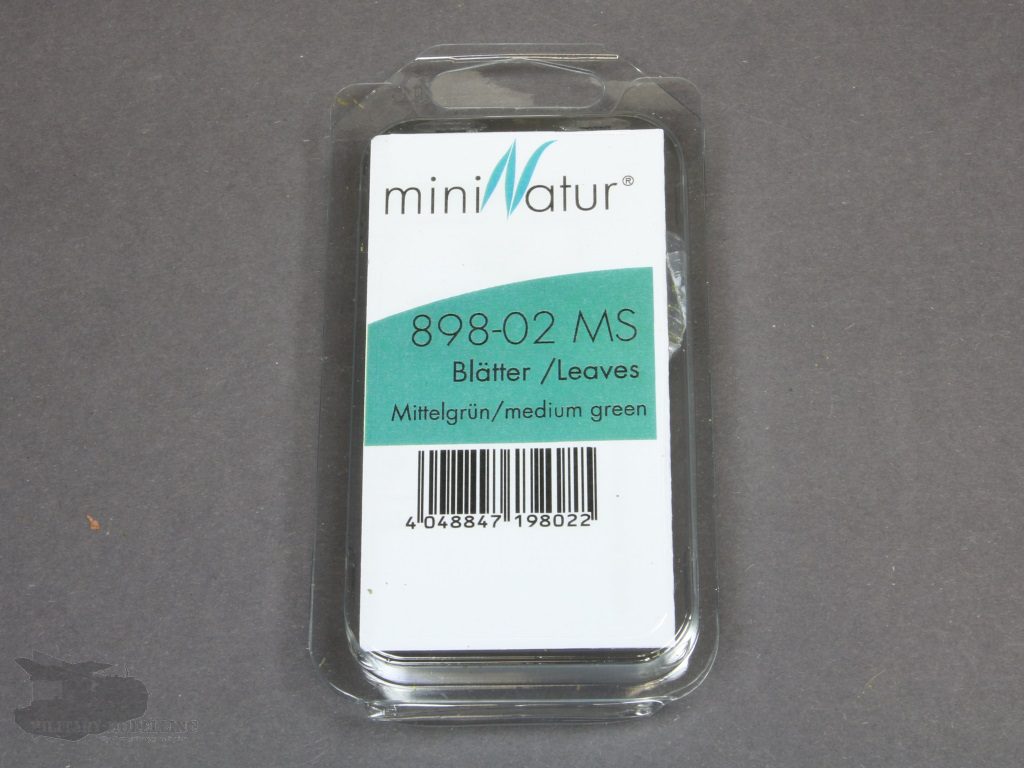 miniNatur®
898-02 MS
Blätter /Leaves
Mittelgrün/medium green
4 048847 198022